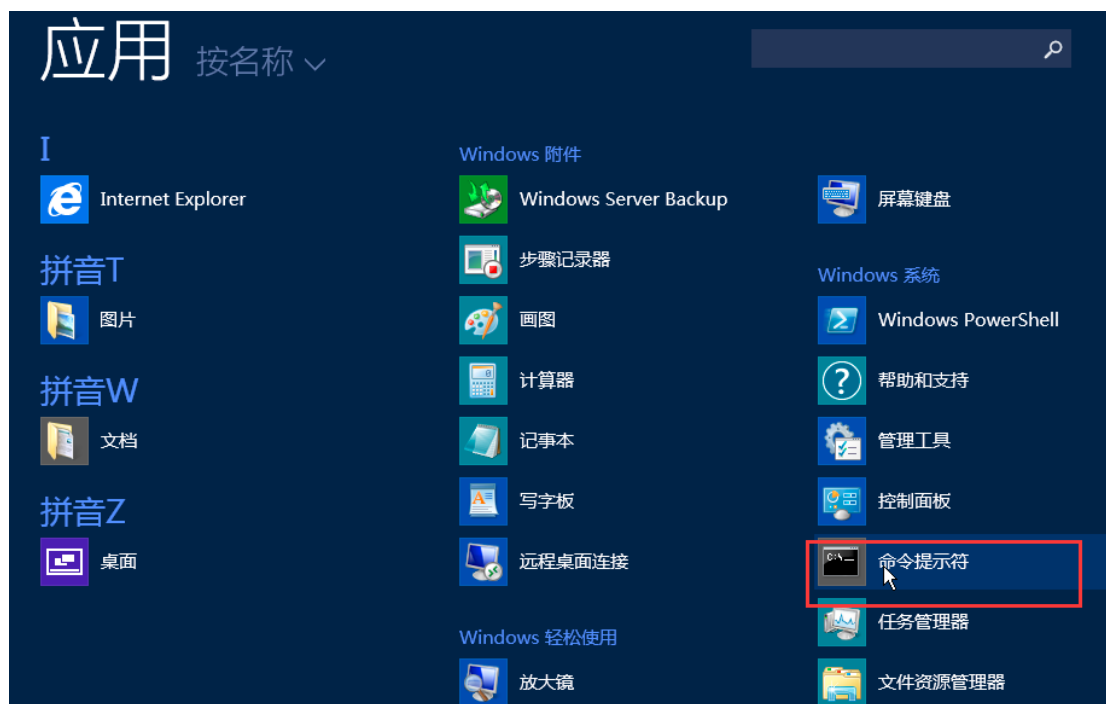 应用 按名称
I
Internet Explorer
拼音T
图片
拼音W
文档
拼音Z
桌面
Windows 附件
Windows Server Backup
步骤记录器
画图
计算器
记事本
写字板
远程桌面连接
Windows 轻松使用
放大镜
屏幕键盘
Windows 系统
Windows PowerShell
帮助和支持
管理工具
控制面板
C:\_
命令提示符
任务管理器
文件资源管理器